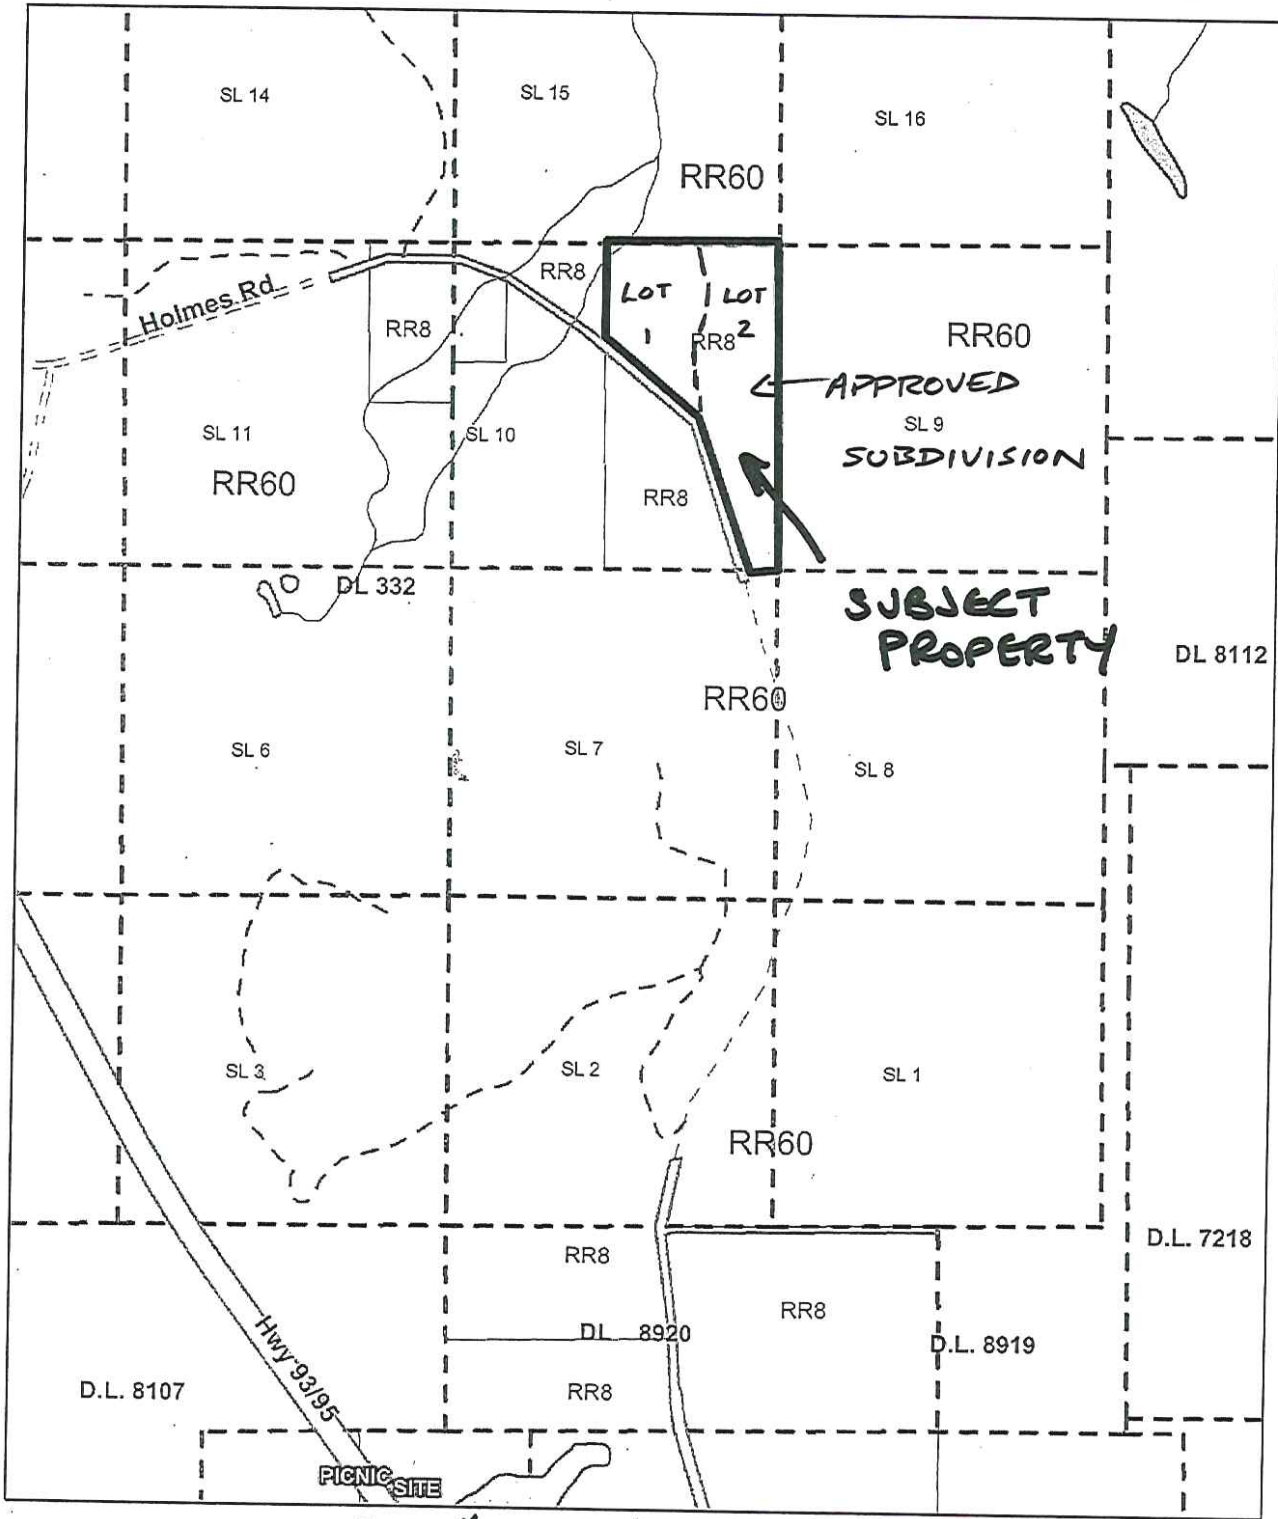 SL 14
SL 15
SL 16
RR60
Holmes Rd
RR8
RR8
LOT
1
LOT
2
RR8
RR60
APPROVED
SL 11
SL 10
SL 9
SUBDIVISION
RR60
RR8
DL 332
SUBJECT
PROPERTY
DL 8112
RR60
SL 6
SL 7
SL 8
SL 3
SL 2
SL 1
RR60
RR8
D.L. 7218
RR8
DL 8920
D.L. 8919
Hwy 93/95
D.L. 8107
RR8
PICNIC SITE